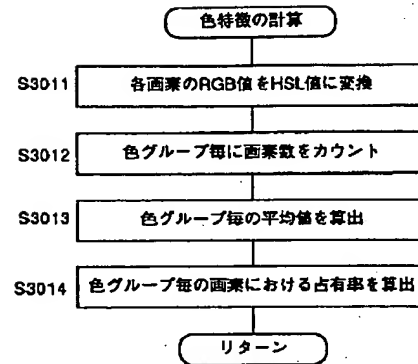 色特徴の計算
S3011 各画素のRGB値をHSL値に変換
S3012 色グループ毎に画素数をカウント
S3013 色グループ毎の平均値を算出
S3014 色グループ毎の画素における占有率を算出
リターン